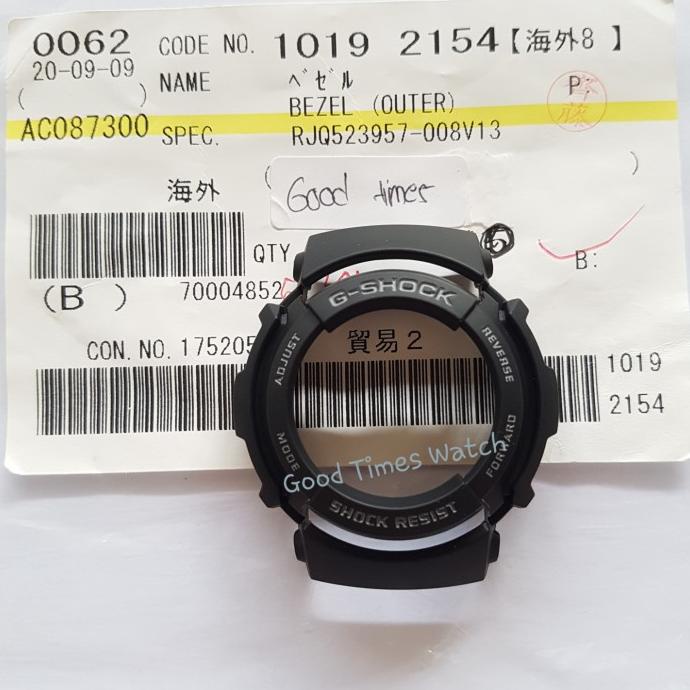 0062 CODE NO. 1019 2154【海外8 】
20-09-09 NAME ﾍﾞｾﾞﾙ P:
( ) BEZEL (OUTER)
AC087300 SPEC. RJQ523957-008V13
海外 ( Good times )
QTY B:
(B ) 70004852
CON.NO.175205 貿易2 1019
2154
G-SHOCK
ADJUST REVERSE
MODE FORWARD
Good Times Watch
SHOCK RESIST